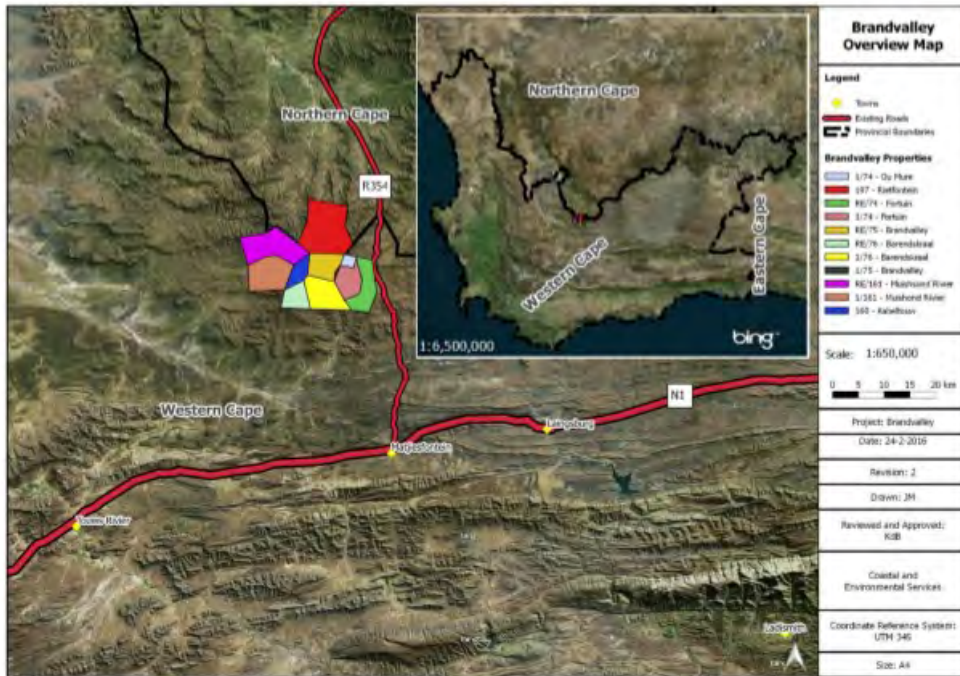 Northern Cape
R354
Western Cape
N1
Laingsburg
Matjiesfontein
Touws Rivier
Ladismith
Northern Cape
Western Cape
Eastern Cape
1:6,500,000
bing
Brandvalley
Overview Map
Legend
Towns
Existing Roads
Provincial Boundaries
Brandvalley Properties
1/74 - Ou Mure
197 - Rietfontein
RE/74 - Fortuin
3/74 - Fortuin
RE/75 - Brandvalley
RE/76 - Barendskraal
1/76 - Barendskraal
1/75 - Brandvalley
RE/161 - Muishond Rivier
1/161 - Muishond Rivier
160 - Kabeltouw
Scale: 1:650,000
0 5 10 15 20 km
Project: Brandvalley
Date: 24-2-2016
Revision: 2
Drawn: JM
Reviewed and Approved:
KdB
Coastal and
Environmental Services
Coordinate Reference System:
UTM 34S
Size: A4